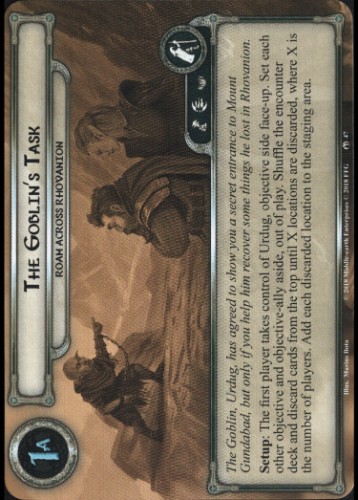 1A
THE GOBLIN'S TASK
ROAM ACROSS RHOVANION
The Goblin, Urdug, has agreed to show you a secret entrance to Mount
Gundabad, but only if you help him recover some things he lost in Rhovanion.
Setup: The first player takes control of Urdug, objective side face-up. Set each
other objective and objective-ally aside, out of play. Shuffle the encounter
deck and discard cards from the top until X locations are discarded, where X is
the number of players. Add each discarded location to the staging area.
Illus. Marius Bota © 2018 Middle-earth Enterprises © 2018 FFG 47